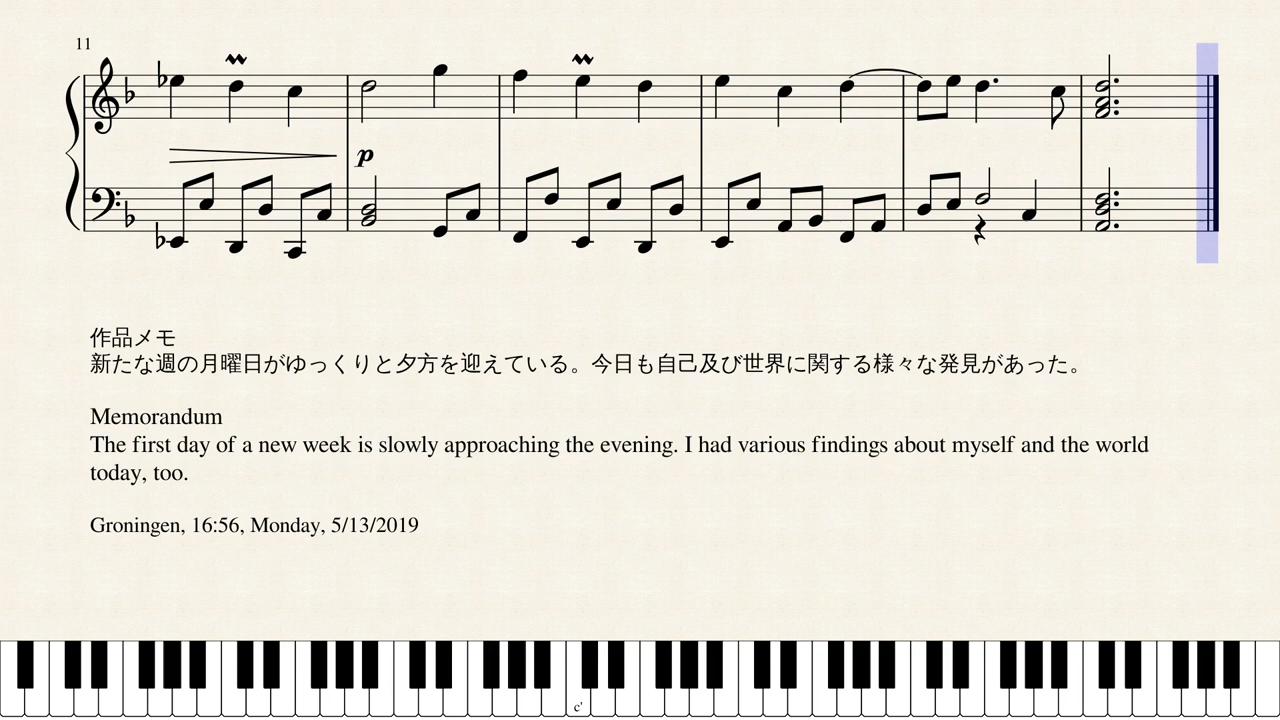 11
p
作品メモ
新たな週の月曜日がゆっくりと夕方を迎えている。今日も自己及び世界に関する様々な発見があった。
Memorandum
The first day of a new week is slowly approaching the evening. I had various findings about myself and the world
today, too.
Groningen, 16:56, Monday, 5/13/2019
c'